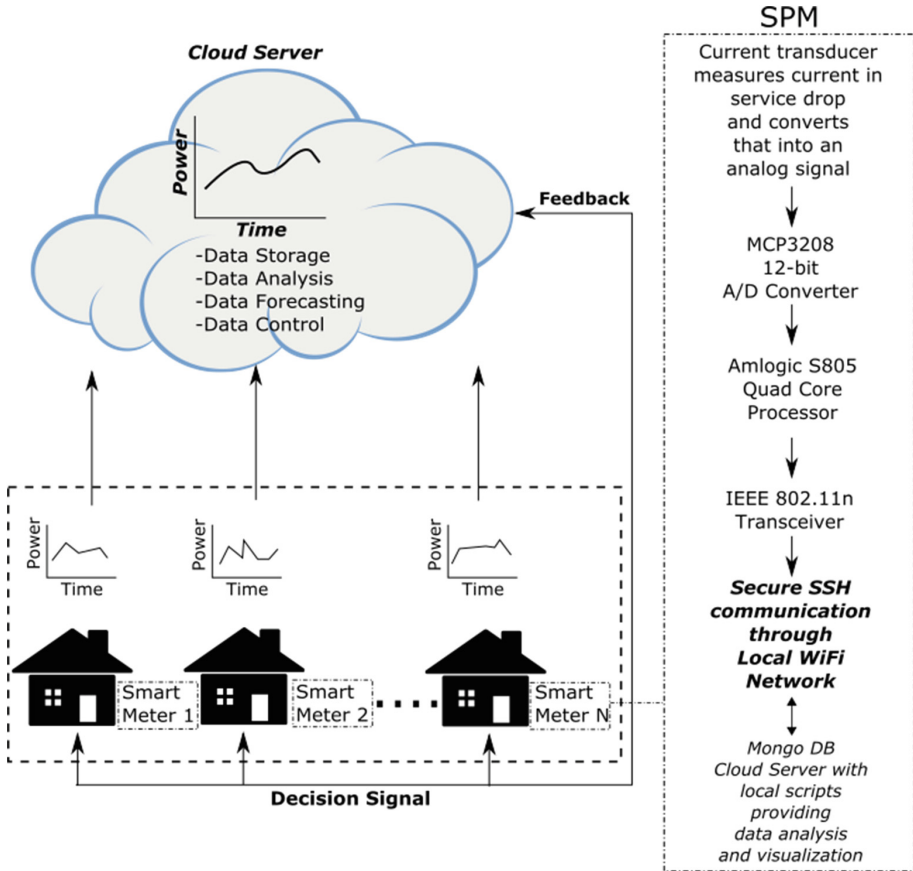 Cloud Server
Power
Time
-Data Storage
-Data Analysis
-Data Forecasting
-Data Control
Feedback
Power
Time
Power
Time
Power
Time
Smart
Meter 1
Smart
Meter 2
Smart
Meter N
Decision Signal
SPM
Current transducer
measures current in
service drop
and converts
that into an
analog signal
MCP3208
12-bit
A/D Converter
Amlogic S805
Quad Core
Processor
IEEE 802.11n
Transceiver
Secure SSH
communication
through
Local WiFi
Network
Mongo DB
Cloud Server with
local scripts
providing
data analysis
and visualization